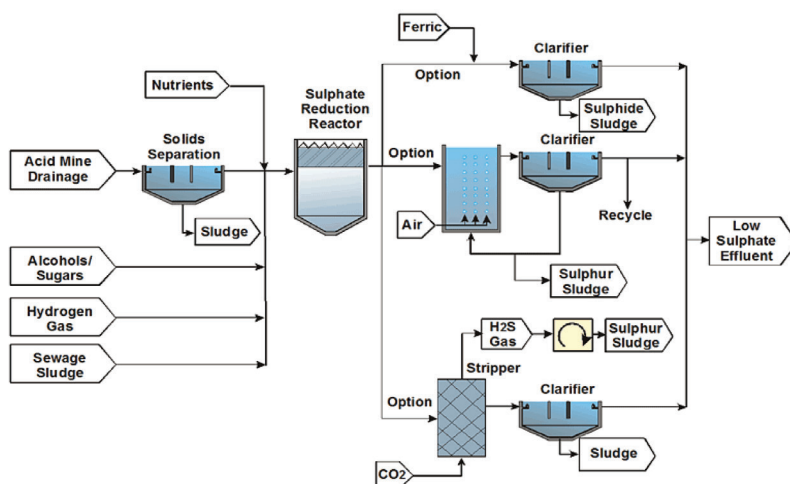 Ferric
Clarifier
Option
Nutrients
Sulphate
Reduction
Reactor
Sulphide
Sludge
Solids
Separation
Clarifier
Option
Acid Mine
Drainage
Recycle
Air
Sludge
Low
Sulphate
Effluent
Alcohols/
Sugars
Sulphur
Sludge
Hydrogen
Gas
H2S
Gas
Sulphur
Sludge
Sewage
Sludge
Stripper
Clarifier
Option
Sludge
CO2